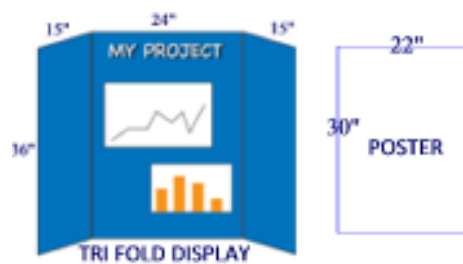 15" 24" 15"
MY PROJECT
36"
TRI FOLD DISPLAY
22"
30"
POSTER